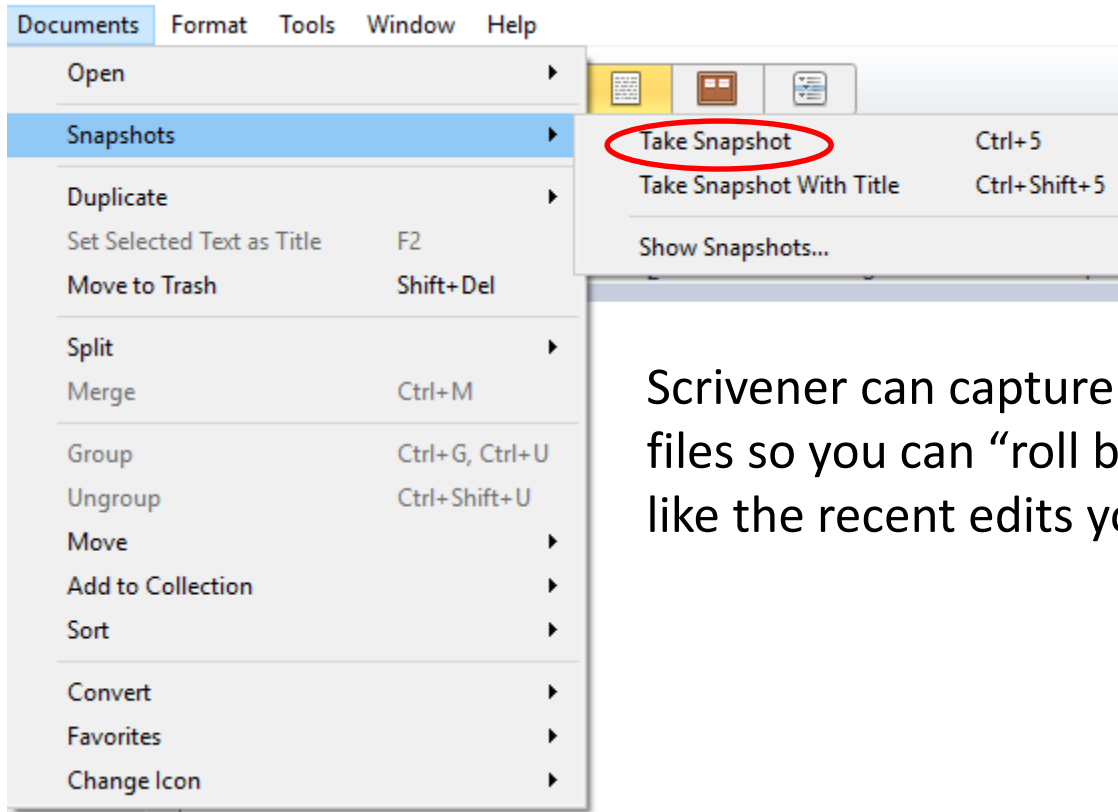 Documents Format Tools Window Help
Open
Snapshots
Take Snapshot Ctrl+5
Take Snapshot With Title Ctrl+Shift+5
Show Snapshots...
Duplicate
Set Selected Text as Title F2
Move to Trash Shift+Del
Split
Merge Ctrl+M
Group Ctrl+G, Ctrl+U
Ungroup Ctrl+Shift+U
Move
Add to Collection
Sort
Convert
Favorites
Change Icon
Scrivener can capture
files so you can “roll b
like the recent edits yo